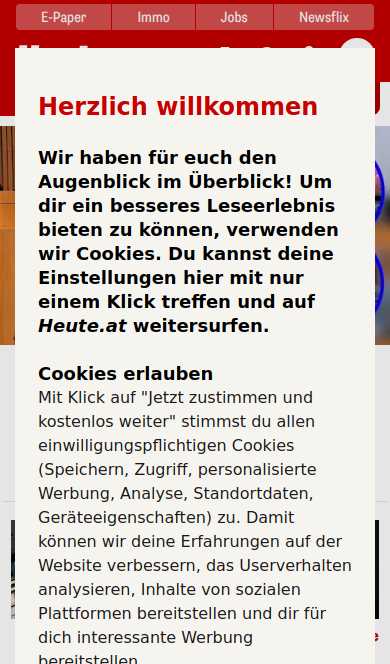 E-Paper
Immo
Jobs
Newsflix
Herzlich willkommen
Wir haben für euch den
Augenblick im Überblick! Um
dir ein besseres Leseerlebnis
bieten zu können, verwenden
wir Cookies. Du kannst deine
Einstellungen hier mit nur
einem Klick treffen und auf
Heute.at weitersurfen.
Cookies erlauben
Mit Klick auf "Jetzt zustimmen und
kostenlos weiter" stimmst du allen
einwilligungspflichtigen Cookies
(Speichern, Zugriff, personalisierte
Werbung, Analyse, Standortdaten,
Geräteeigenschaften) zu. Damit
können wir deine Erfahrungen auf der
Website verbessern, das Userverhalten
analysieren, Inhalte von sozialen
Plattformen bereitstellen und dir für
dich interessante Werbung
bereitstellen